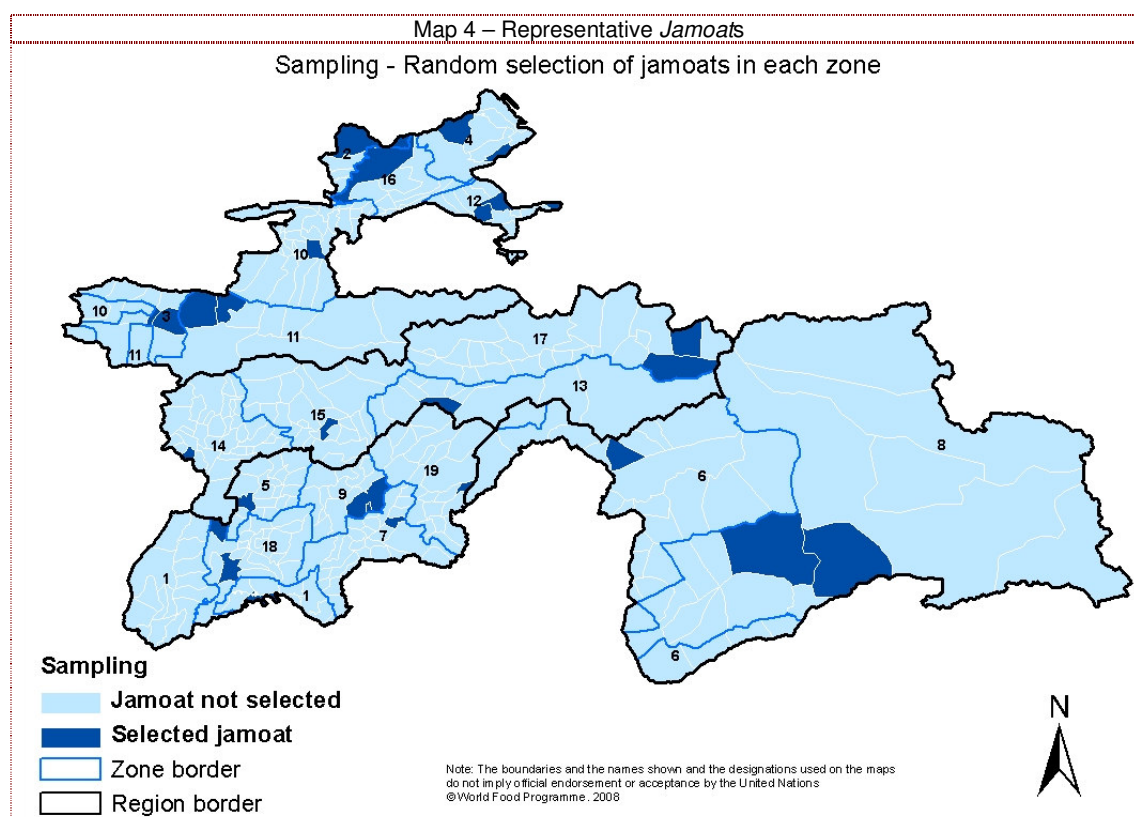 Map 4 – Representative Jamoats
Sampling - Random selection of jamoats in each zone
4
2
16
12
10
10
3
11
11
17
13
15
14
8
19
6
5
9
7
18
1
1
6
Sampling
Jamoat not selected
Selected jamoat
Zone border
Region border
Note: The boundaries and the names shown and the designations used on the maps
do not imply official endorsement or acceptance by the United Nations
©World Food Programme. 2008
N